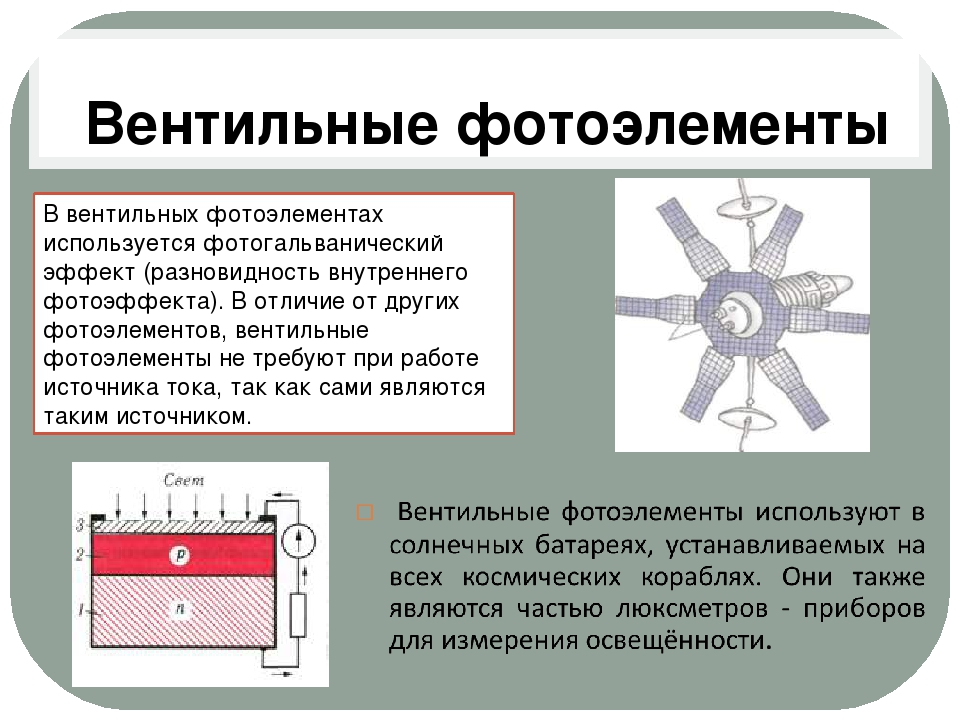 Вентильные фотоэлементы
В вентильных фотоэлементах
используется фотогальванический
эффект (разновидность внутреннего
фотоэффекта). В отличие от других
фотоэлементов, вентильные
фотоэлементы не требуют при работе
источника тока, так как сами являются
таким источником.
Свет
3
2
p
1
n
Вентильные фотоэлементы используют в
солнечных батареях, устанавливаемых на
всех космических кораблях. Они также
являются частью люксметров - приборов
для измерения освещённости.